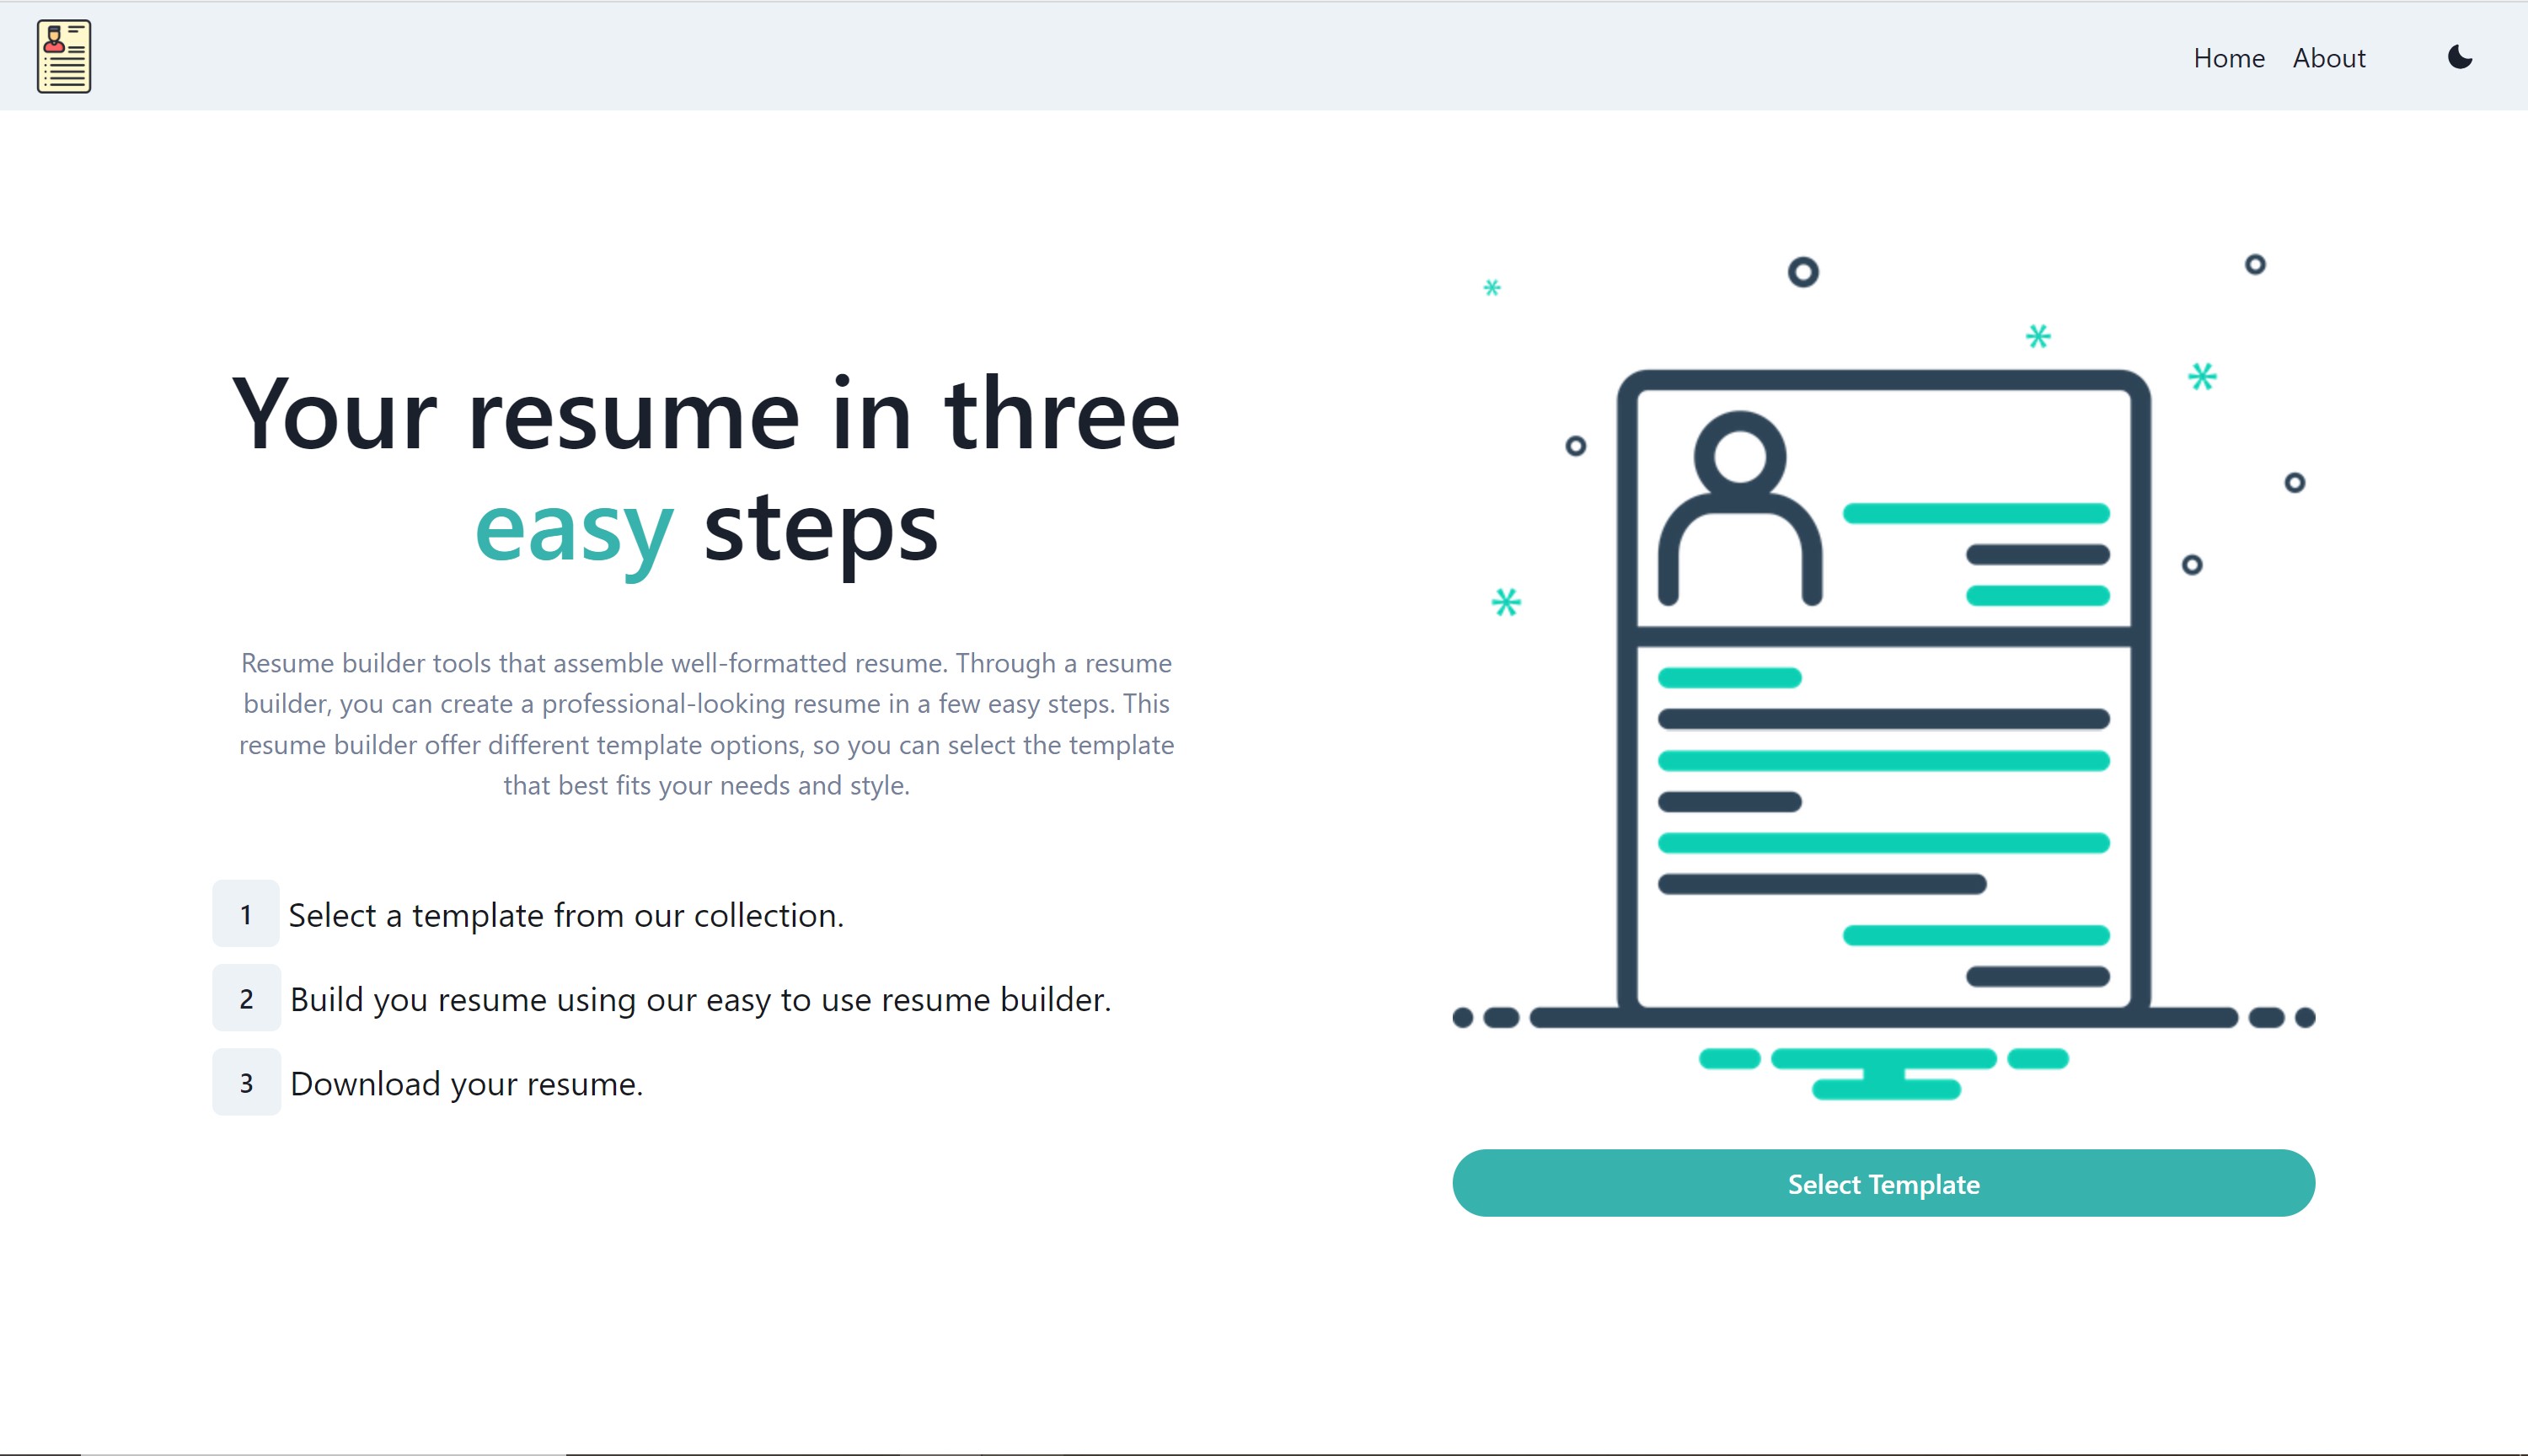 Home About
Your resume in three
easy steps
Resume builder tools that assemble well-formatted resume. Through a resume
builder, you can create a professional-looking resume in a few easy steps. This
resume builder offer different template options, so you can select the template
that best fits your needs and style.
1 Select a template from our collection.
2 Build you resume using our easy to use resume builder.
3 Download your resume.
Select Template